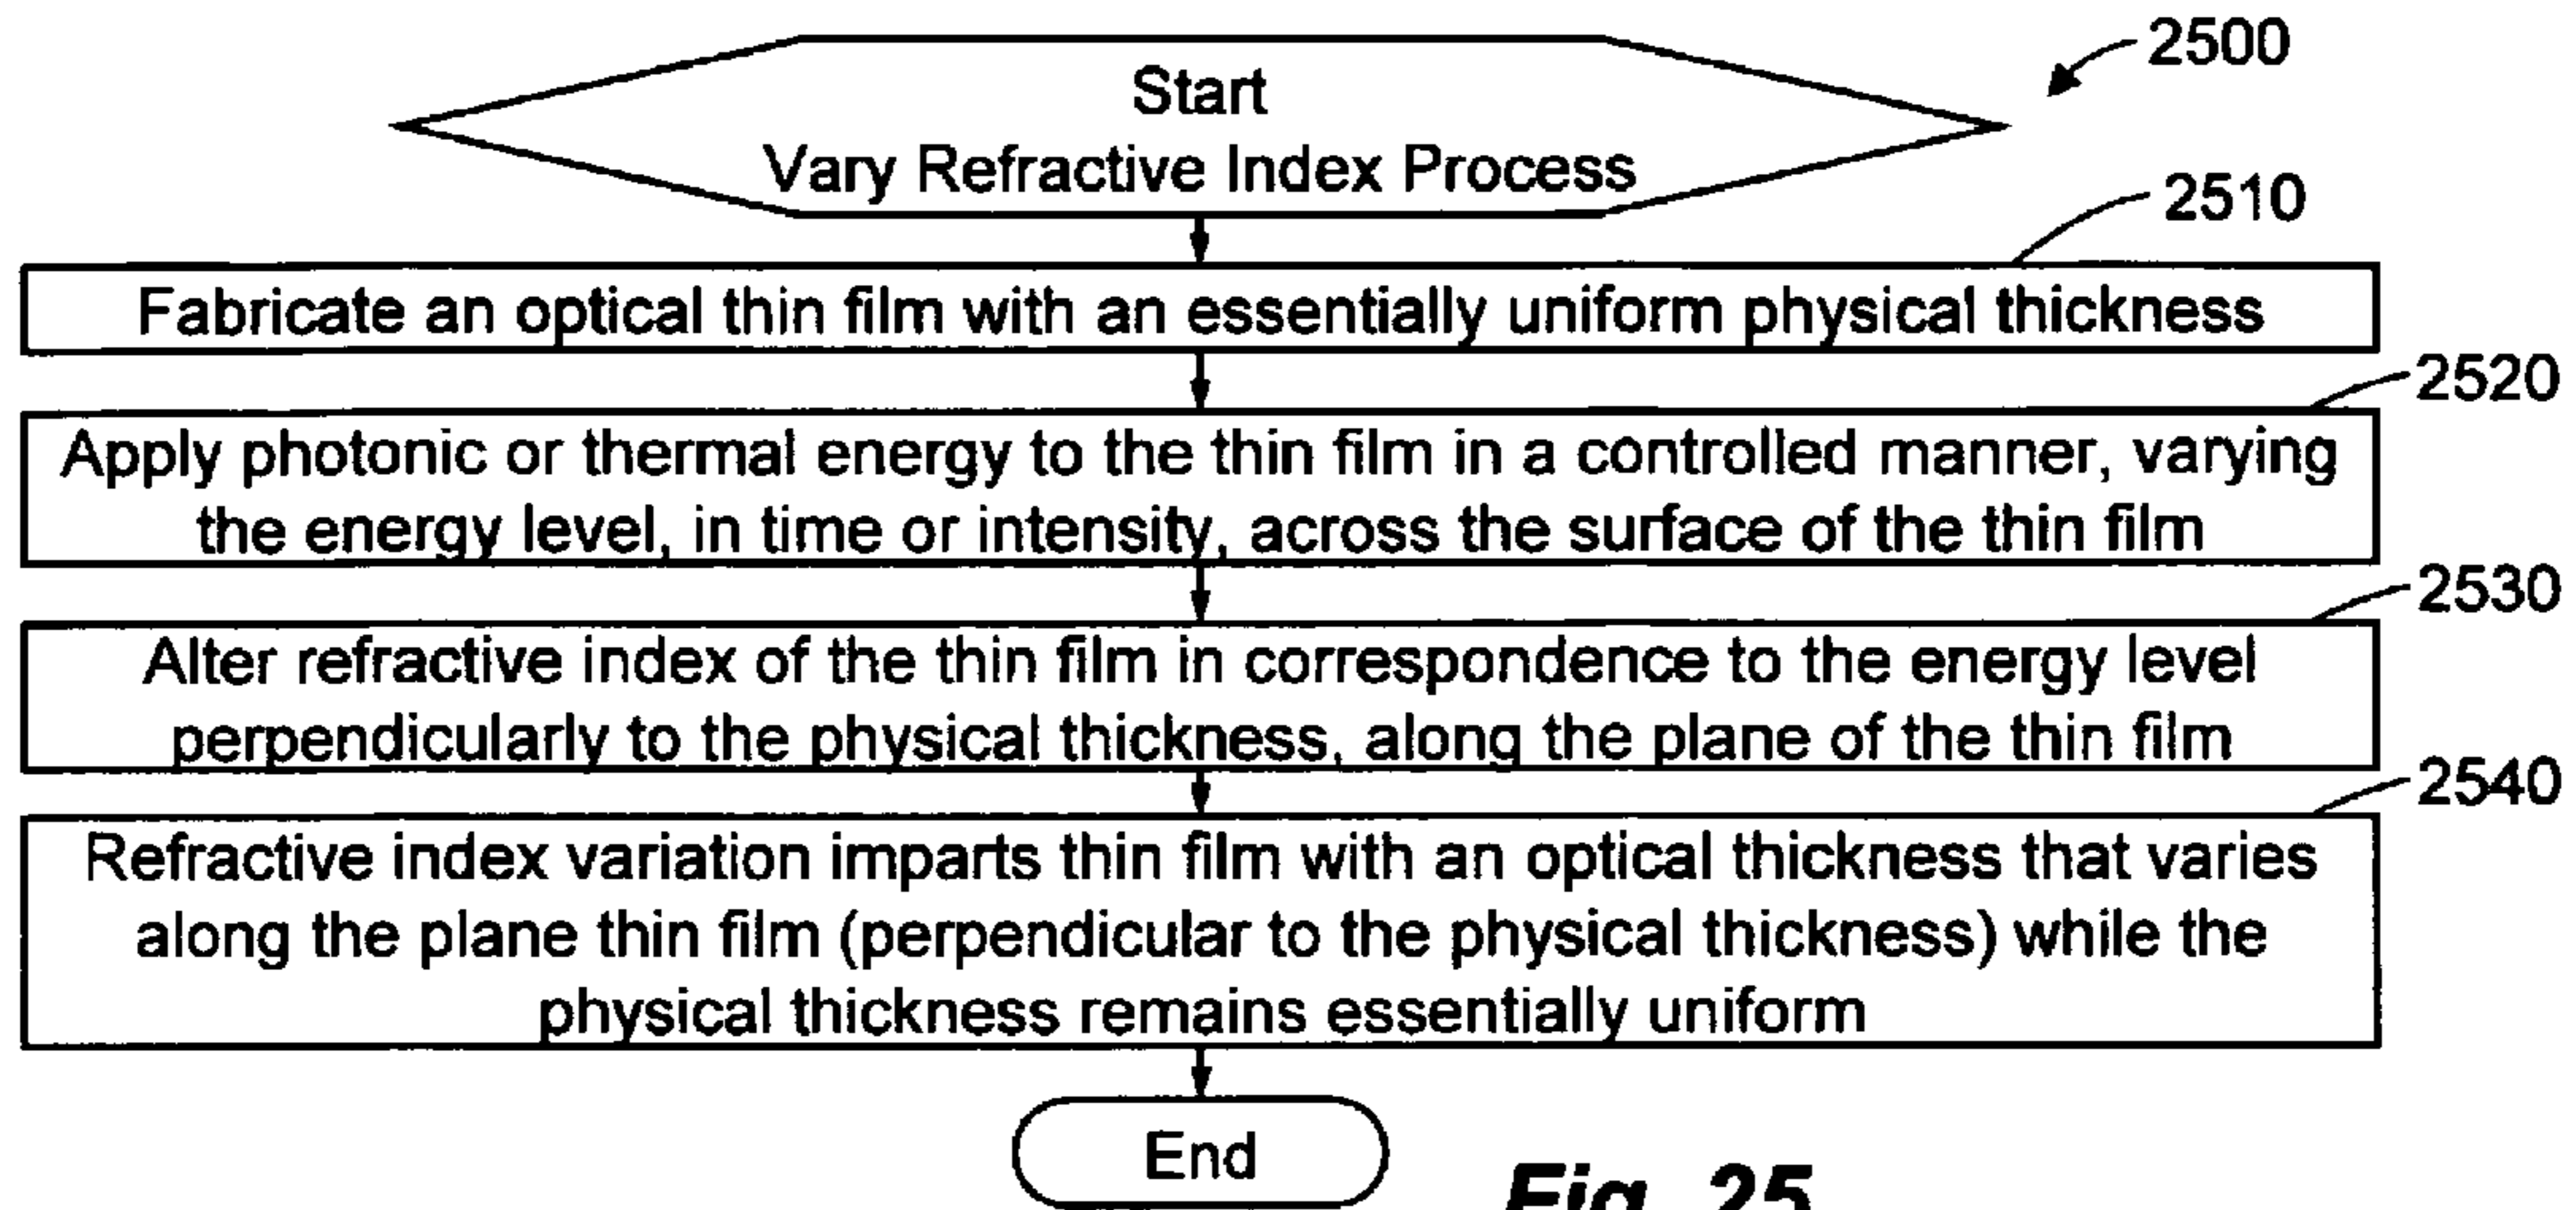 2500
Start
Vary Refractive Index Process
2510
Fabricate an optical thin film with an essentially uniform physical thickness
2520
Apply photonic or thermal energy to the thin film in a controlled manner, varying
the energy level, in time or intensity, across the surface of the thin film
2530
Alter refractive index of the thin film in correspondence to the energy level
perpendicularly to the physical thickness, along the plane of the thin film
2540
Refractive index variation imparts thin film with an optical thickness that varies
along the plane thin film (perpendicular to the physical thickness) while the
physical thickness remains essentially uniform
End
Fig. 25